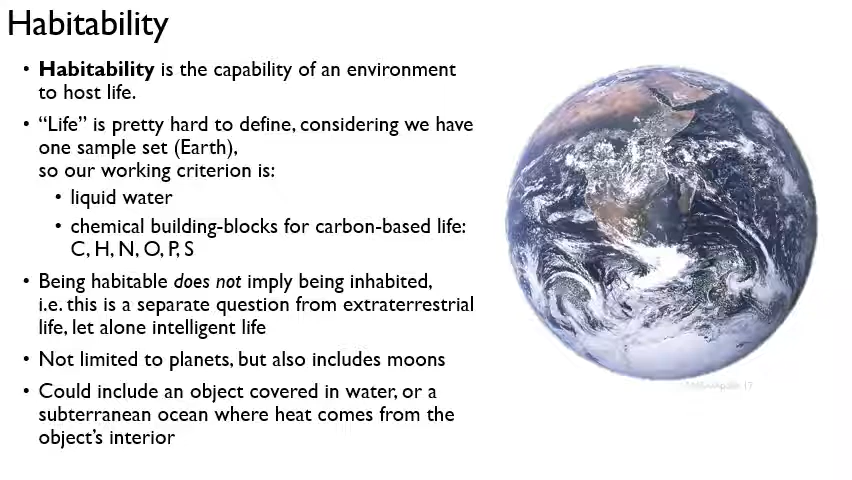 Habitability
• Habitability is the capability of an environment
to host life.
• “Life” is pretty hard to define, considering we have
one sample set (Earth),
so our working criterion is:
• liquid water
• chemical building-blocks for carbon-based life:
C, H, N, O, P, S
• Being habitable does not imply being inhabited,
i.e. this is a separate question from extraterrestrial
life, let alone intelligent life
• Not limited to planets, but also includes moons
• Could include an object covered in water, or a
subterranean ocean where heat comes from the
object’s interior
17